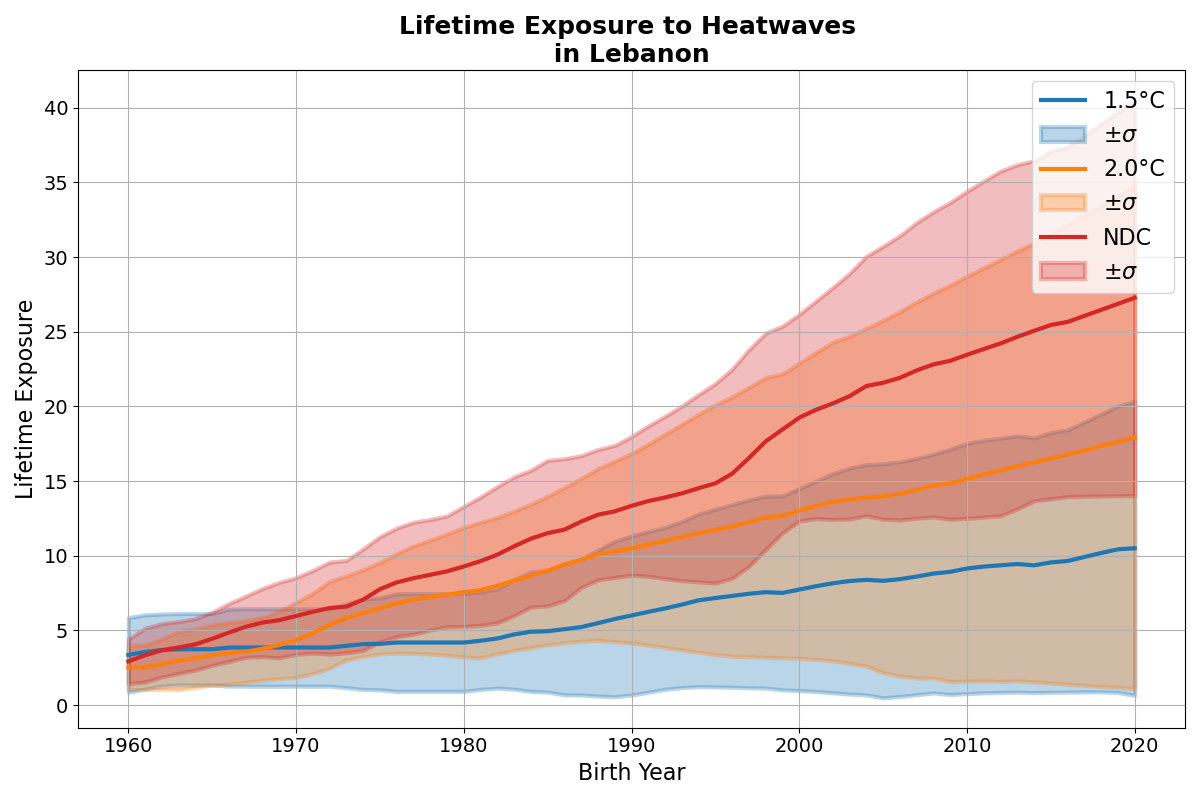 Lifetime Exposure to Heatwaves
in Lebanon
Lifetime Exposure
40
35
30
25
20
15
10
5
0
1960
1970
1980
1990
2000
2010
2020
Birth Year
1.5°C
±σ
2.0°C
±σ
NDC
±σ